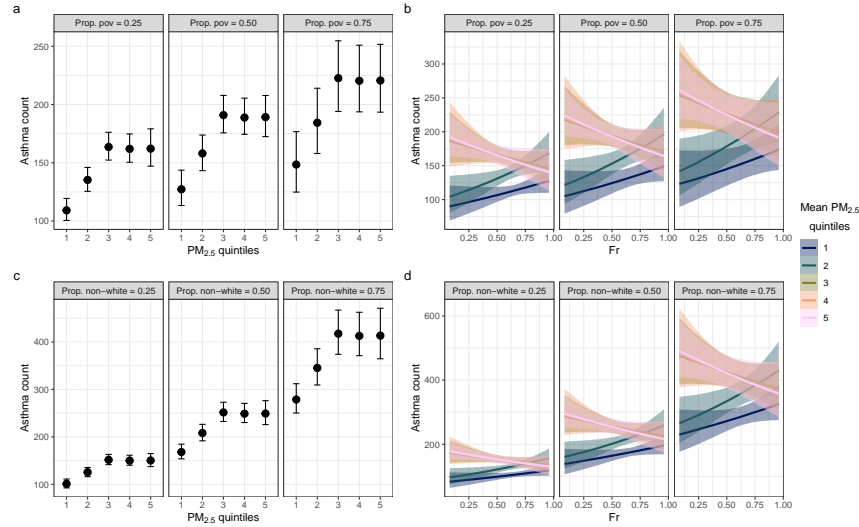 a
Prop. pov = 0.25 Prop. pov = 0.50 Prop. pov = 0.75
Asthma count
250
200
150
100
1 2 3 4 5 1 2 3 4 5 1 2 3 4 5
PM2.5 quintiles
b
Prop. pov = 0.25 Prop. pov = 0.50 Prop. pov = 0.75
Asthma count
300
250
200
150
100
0.25 0.50 0.75 1.00 0.25 0.50 0.75 1.00 0.25 0.50 0.75 1.00
Fr
c
Prop. non−white = 0.25 Prop. non−white = 0.50 Prop. non−white = 0.75
Asthma count
400
300
200
100
1 2 3 4 5 1 2 3 4 5 1 2 3 4 5
PM2.5 quintiles
d
Prop. non−white = 0.25 Prop. non−white = 0.50 Prop. non−white = 0.75
Asthma count
600
400
200
0.25 0.50 0.75 1.00 0.25 0.50 0.75 1.00 0.25 0.50 0.75 1.00
Fr
Mean PM2.5
quintiles
1
2
3
4
5